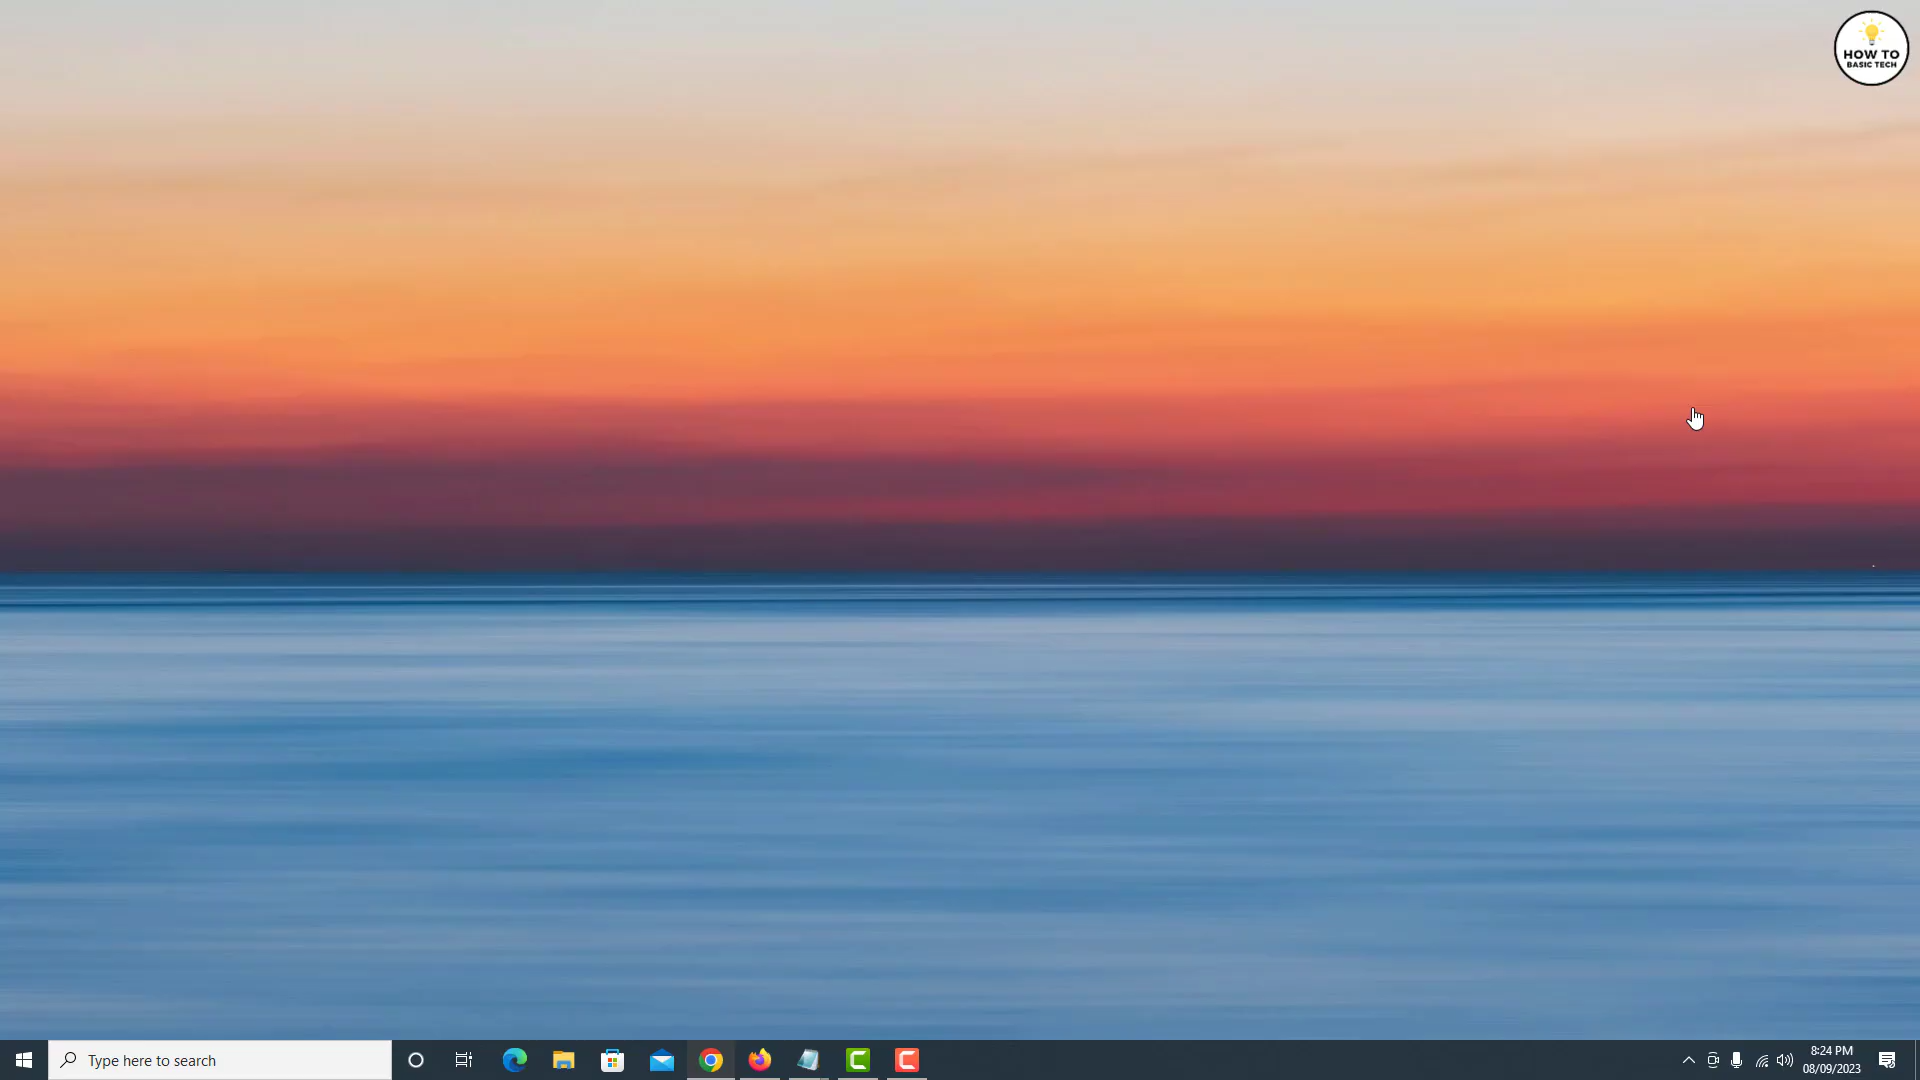 HOW TO
BASIC TECH
Type here to search
8:24 PM
08/09/2023